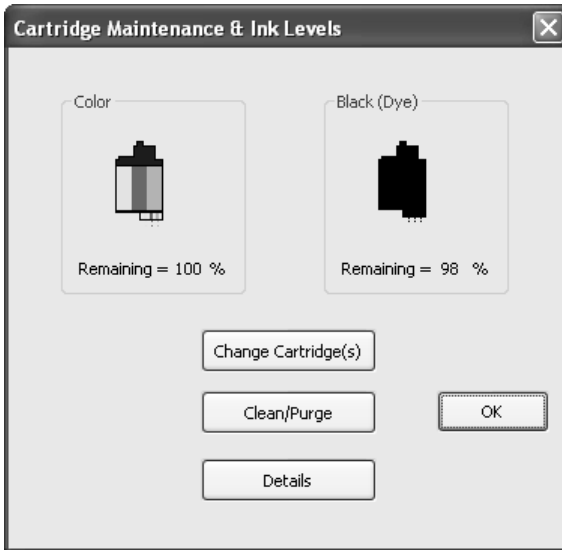 Cartridge Maintenance & Ink Levels
Color
Black (Dye)
Remaining = 100 %
Remaining = 98 %
Change Cartridge(s)
Clean/Purge
OK
Details